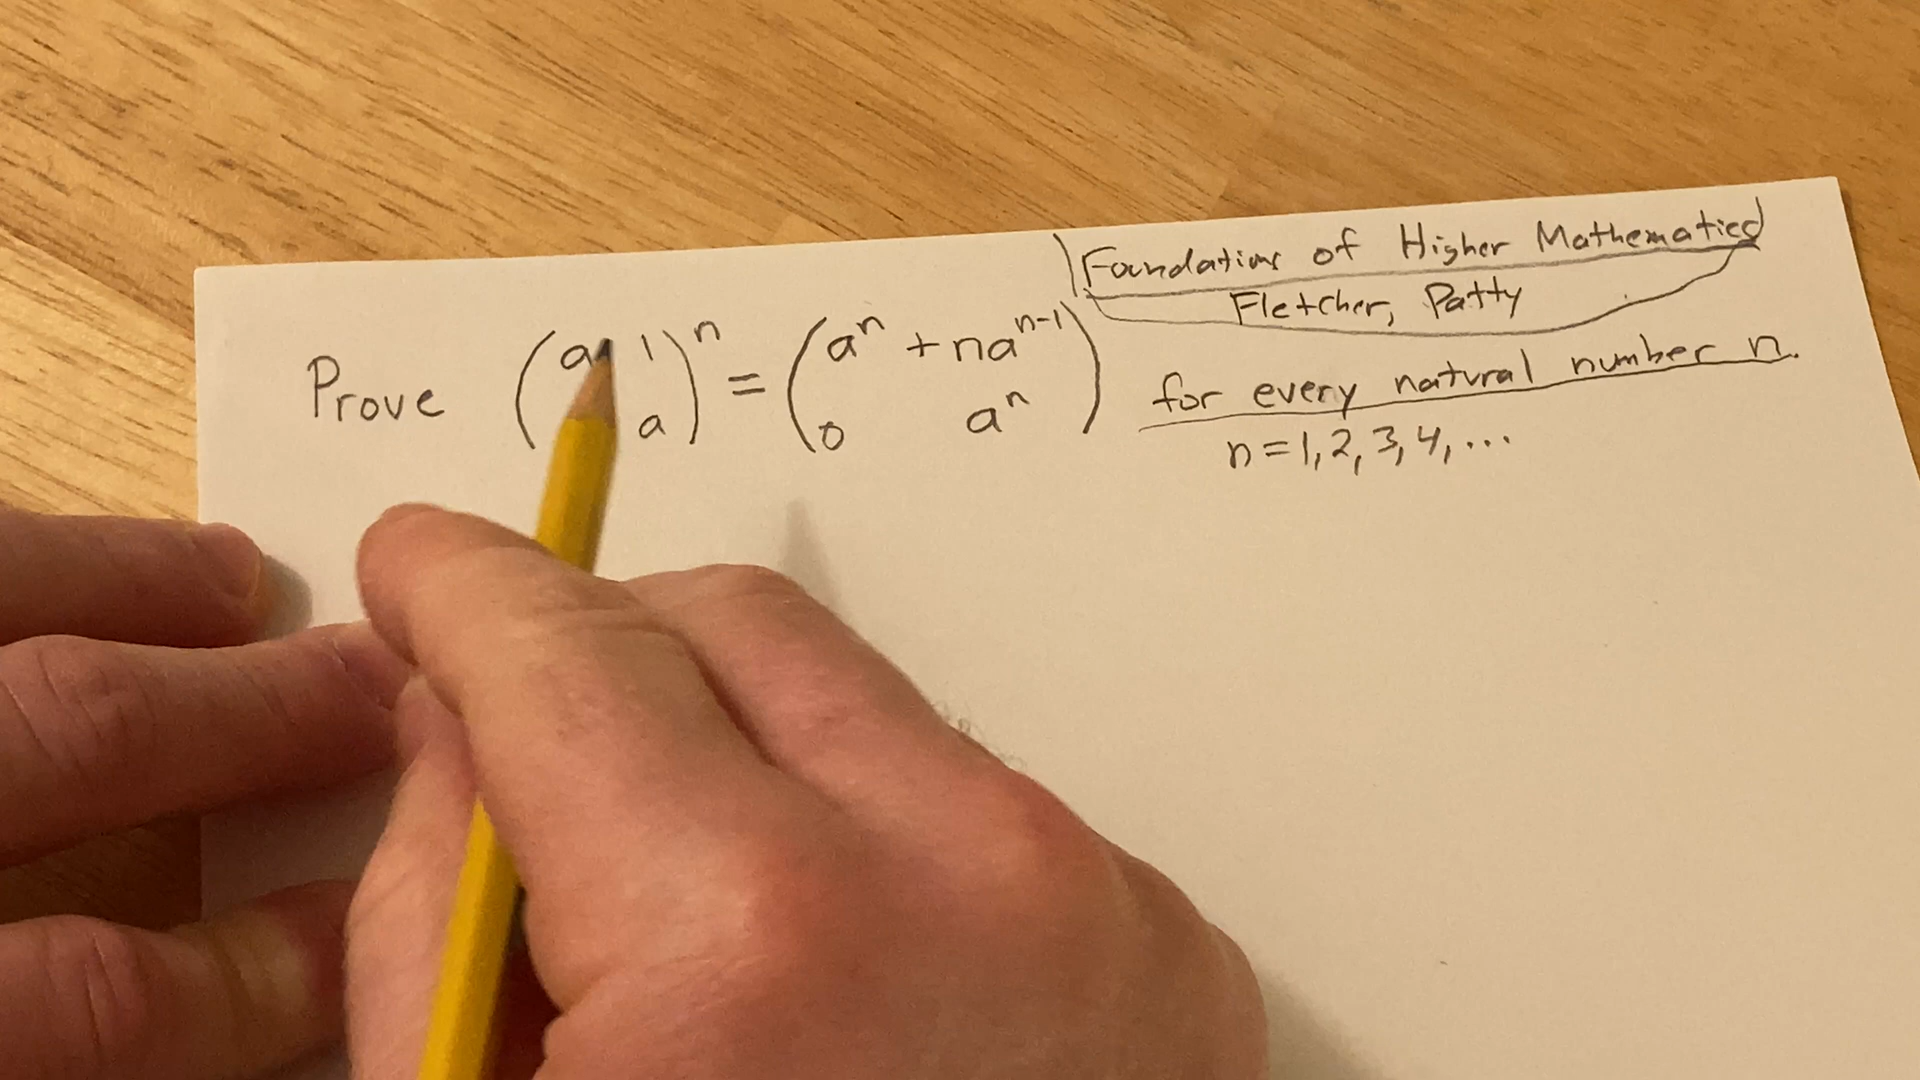 Foundations of Higher Mathematics
Fletcher, Patty
Prove (a 1)^n = (a^n + na^{n-1}) for every natural number n.
a 0 a^n
n = 1, 2, 3, 4, ...